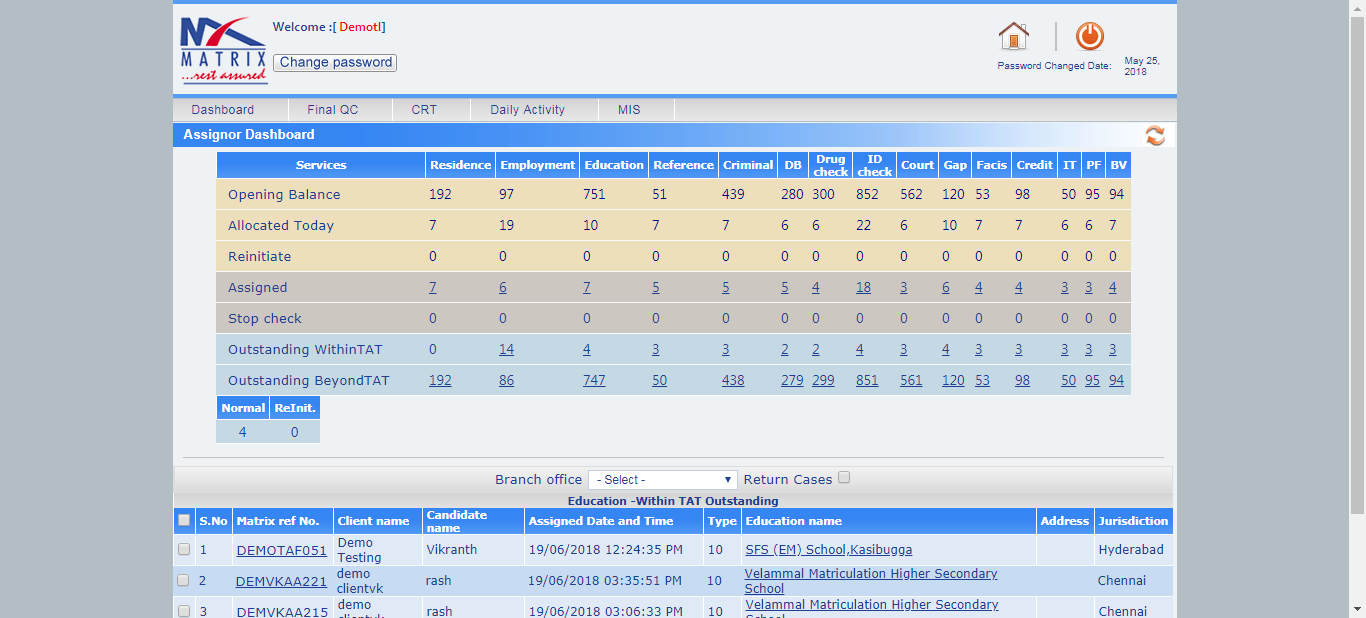 MATRIX
...rest assured
Welcome :[ Demotl]
Change password
Password Changed Date: May 25, 2018
Dashboard Final QC CRT Daily Activity MIS
Assignor Dashboard
Services Residence Employment Education Reference Criminal DB Drug check ID check Court Gap Facis Credit IT PF BV
Opening Balance 192 97 751 51 439 280 300 852 562 120 53 98 50 95 94
Allocated Today 7 19 10 7 7 6 6 22 6 10 7 7 6 6 7
Reinitiate 0 0 0 0 0 0 0 0 0 0 0 0 0 0 0
Assigned 7 6 7 5 5 5 4 18 3 6 4 4 3 3 4
Stop check 0 0 0 0 0 0 0 0 0 0 0 0 0 0 0
Outstanding WithinTAT 0 14 4 3 3 2 2 4 3 4 3 3 3 3 3
Outstanding BeyondTAT 192 86 747 50 438 279 299 851 561 120 53 98 50 95 94
Normal ReInit.
4 0
Branch office - Select - Return Cases
Education -Within TAT Outstanding
S.No Matrix ref No. Client name Candidate name Assigned Date and Time Type Education name Address Jurisdiction
1 DEMOTAF051 Demo Testing Vikranth 19/06/2018 12:24:35 PM 10 SFS (EM) School,Kasibugga Hyderabad
2 DEMVKAA221 demo clientvk rash 19/06/2018 03:35:51 PM 10 Velammal Matriculation Higher Secondary School Chennai
3 DEMVKAA215 demo clientvk rash 19/06/2018 03:06:33 PM 10 Velammal Matriculation Higher Secondary School Chennai